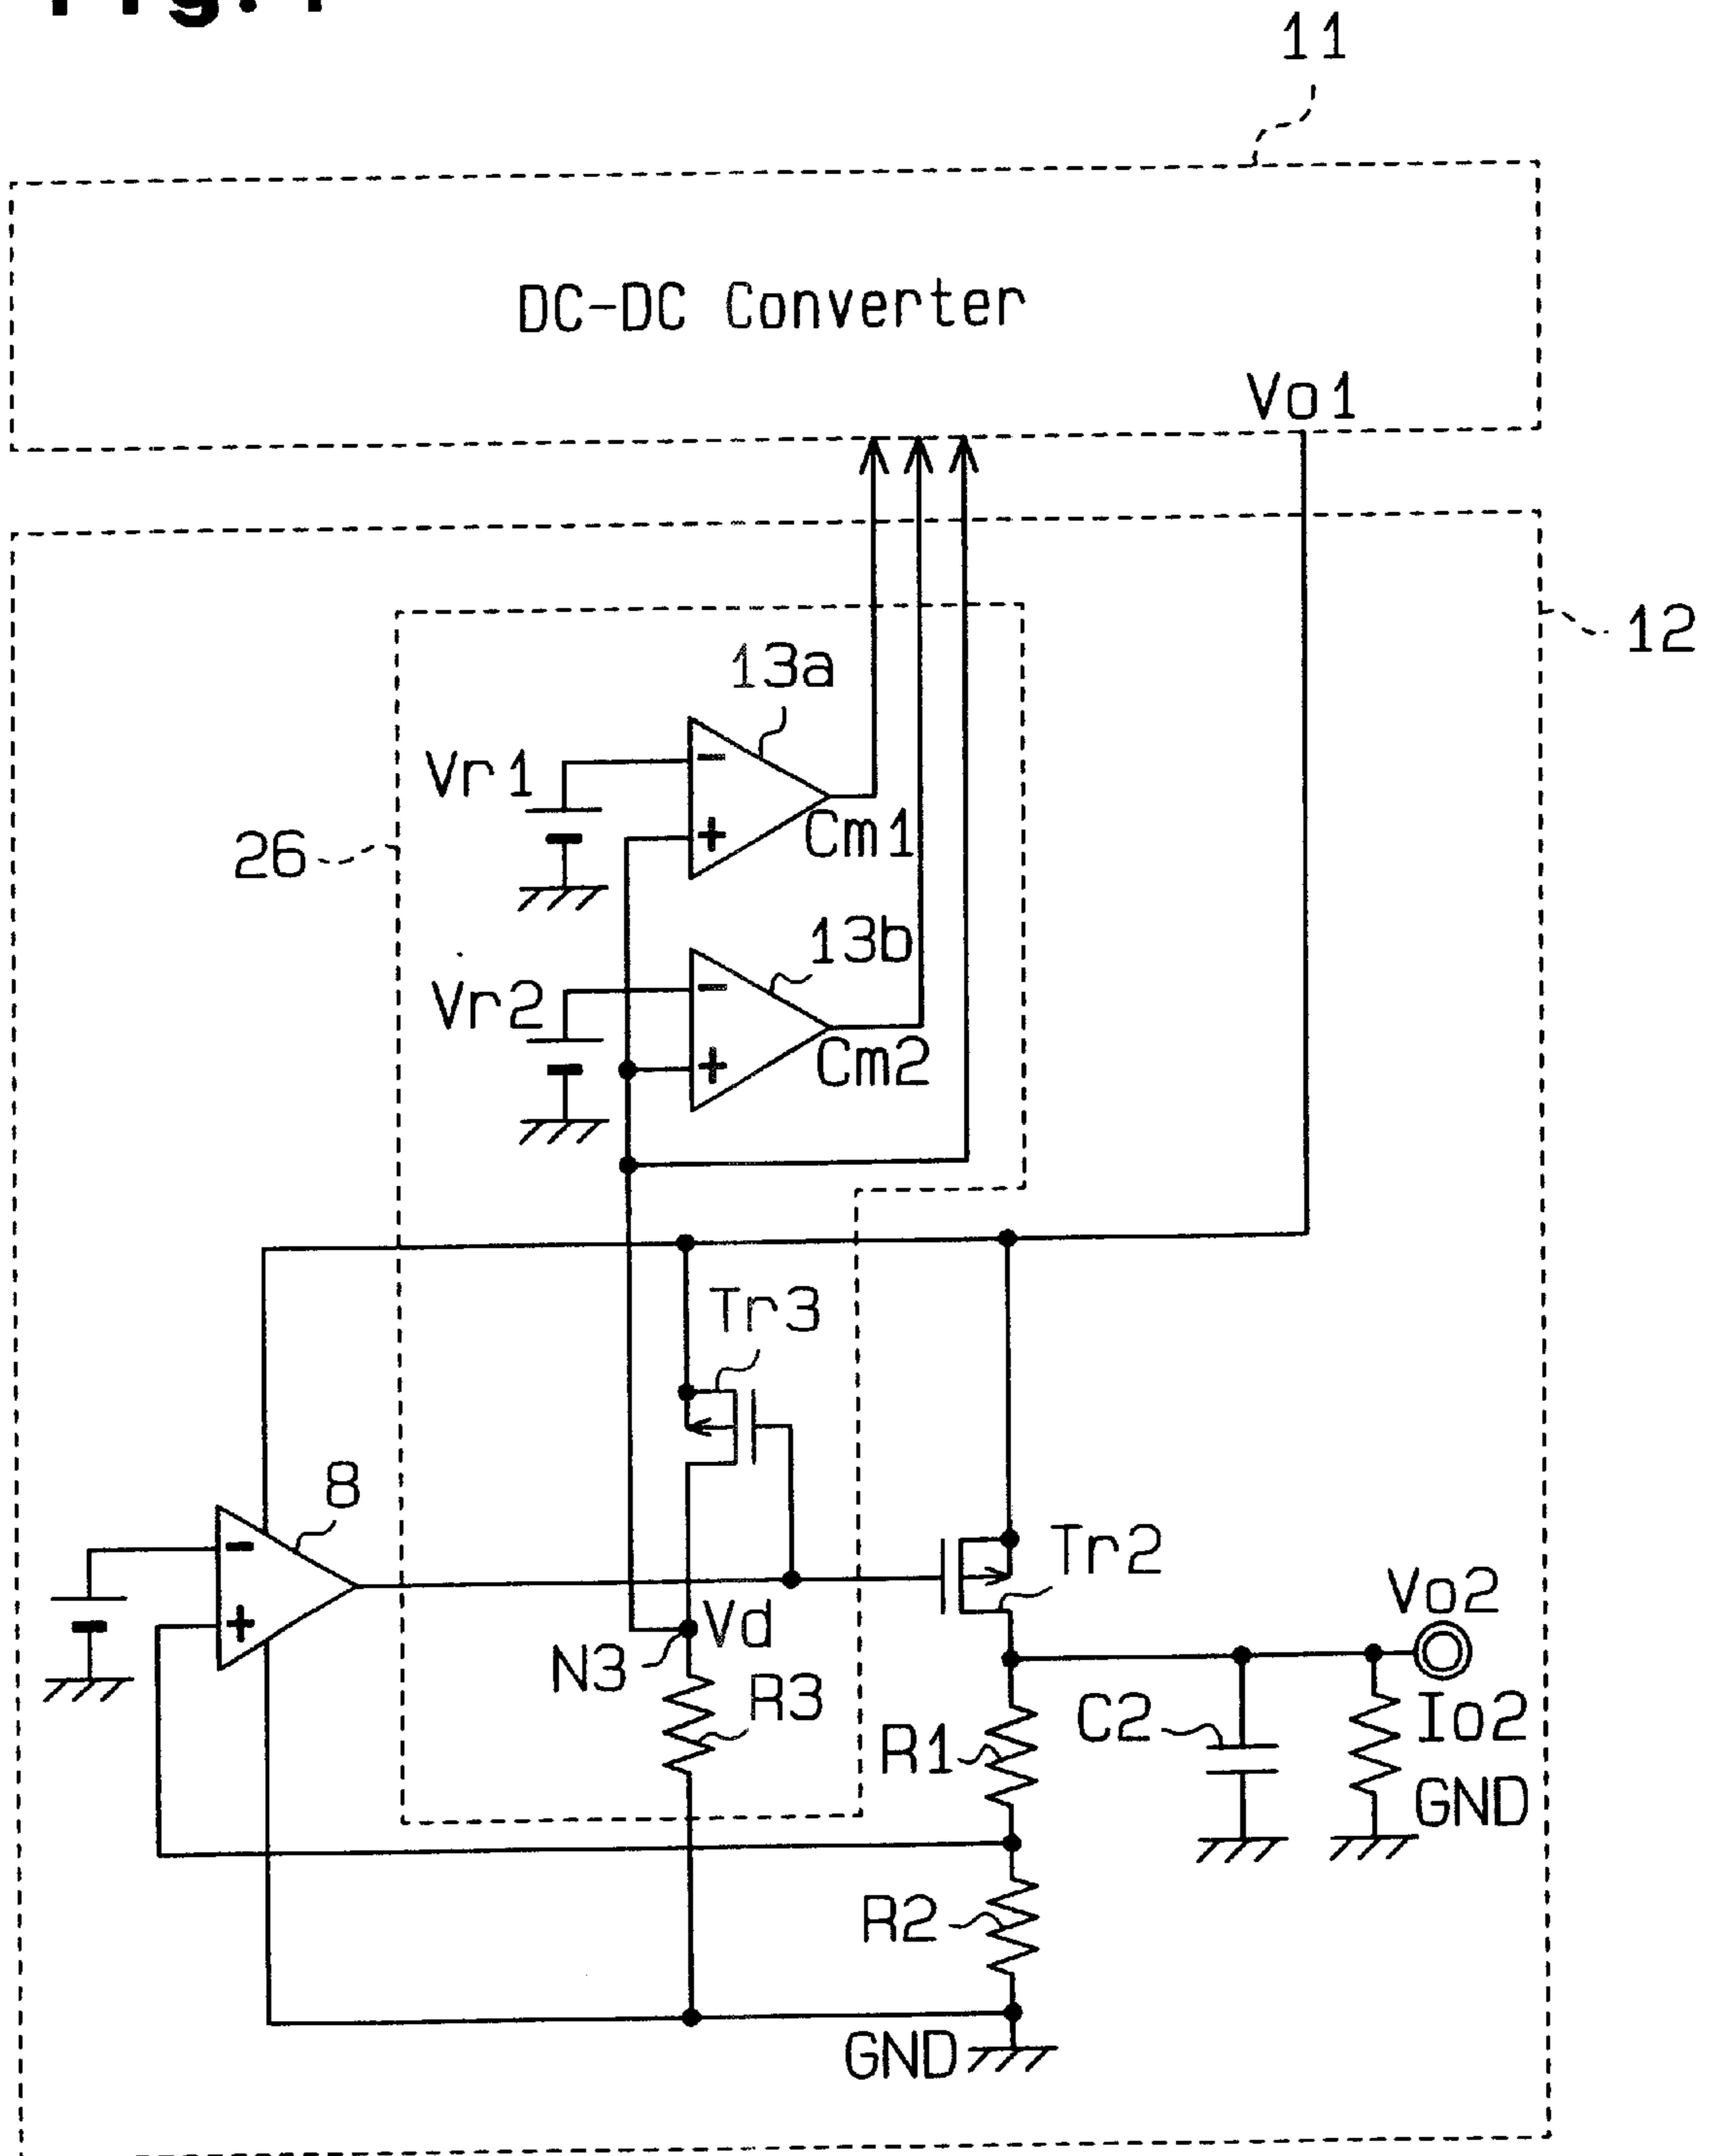 11
DC-DC Converter
Vo1
12
13a
Vr1
-
+
Cm1
26
13b
Vr2
-
+
Cm2
Tr3
8
-
+
Tr2
Vo2
Vd
N3
R3
C2
Io2
R1
GND
R2
GND